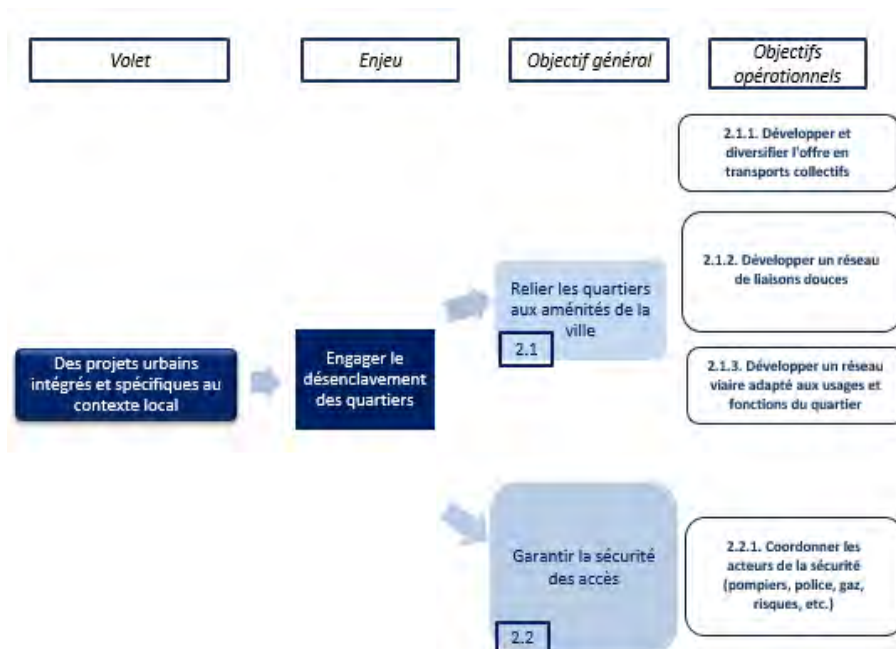 Volet
Enjeu
Objectif général
Objectifs
opérationnels
2.1.1. Développer et
diversifier l'offre en
transports collectifs
2.1.2. Développer un réseau
de liaisons douces
Relier les quartiers
aux aménités de la
ville
2.1
Des projets urbains
intégrés et spécifiques au
contexte local
Engager le
désenclavement
des quartiers
2.1.3. Développer un réseau
viaire adapté aux usages et
fonctions du quartier
Garantir la sécurité
des accès
2.2
2.2.1. Coordonner les
acteurs de la sécurité
(pompiers, police, gaz,
risques, etc.)